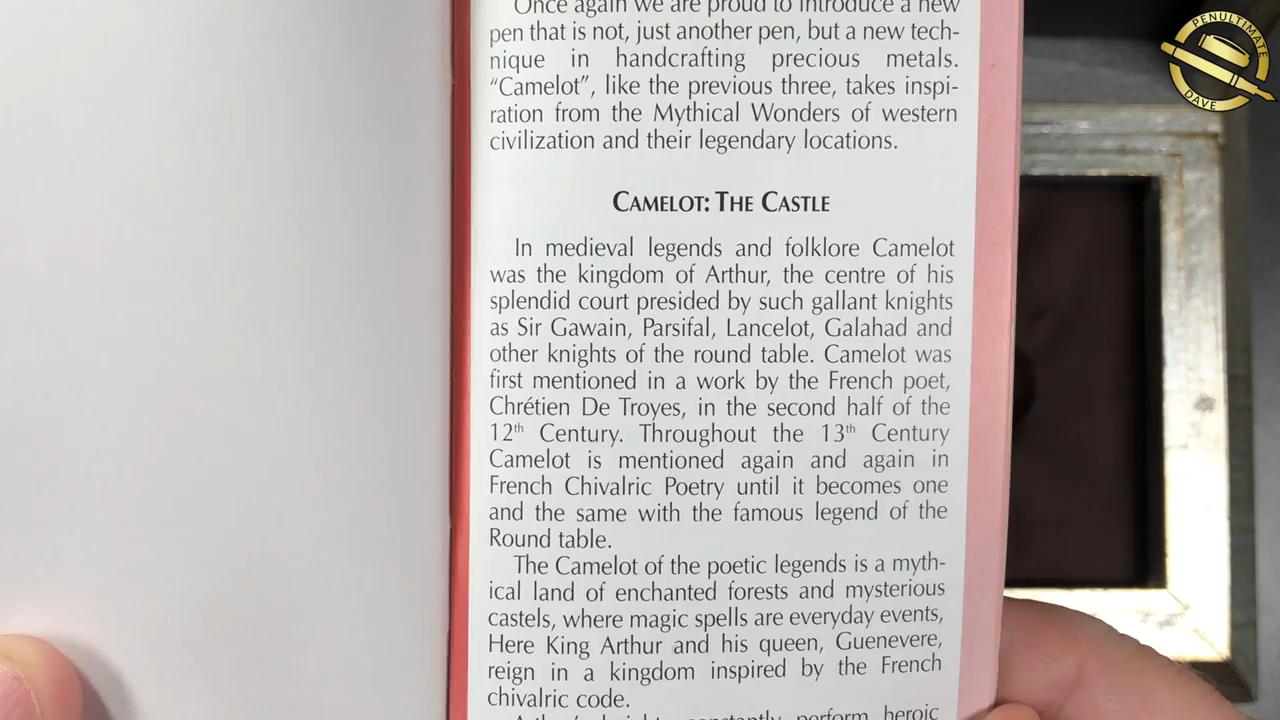 Once again we are proud to introduce a new
pen that is not, just another pen, but a new tech-
nique in handcrafting precious metals.
“Camelot”, like the previous three, takes inspi-
ration from the Mythical Wonders of western
civilization and their legendary locations.
CAMELOT: THE CASTLE
In medieval legends and folklore Camelot
was the kingdom of Arthur, the centre of his
splendid court presided by such gallant knights
as Sir Gawain, Parsifal, Lancelot, Galahad and
other knights of the round table. Camelot was
first mentioned in a work by the French poet,
Chrétien De Troyes, in the second half of the
12th Century. Throughout the 13th Century
Camelot is mentioned again and again in
French Chivalric Poetry until it becomes one
and the same with the famous legend of the
Round table.
The Camelot of the poetic legends is a myth-
ical land of enchanted forests and mysterious
castels, where magic spells are everyday events,
Here King Arthur and his queen, Guenevere,
reign in a kingdom inspired by the French
chivalric code.
constantly perform heroic
PENULTIMATE
DAVE